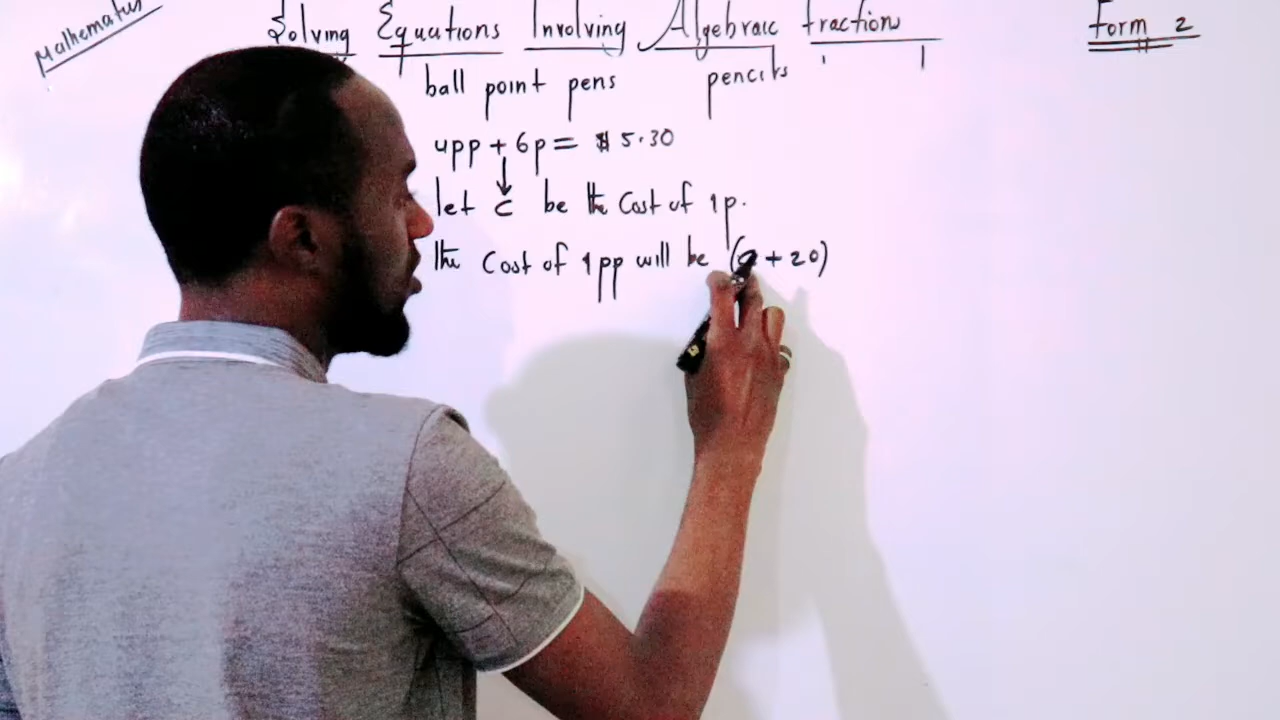 Mathematics
Solving Equations Involving Algebraic fraction
Form 2
ball point pens pencils
4pp + 6p = $ 5.30
let c be the Cost of 1p.
the Cost of 1pp will be (c + 20)